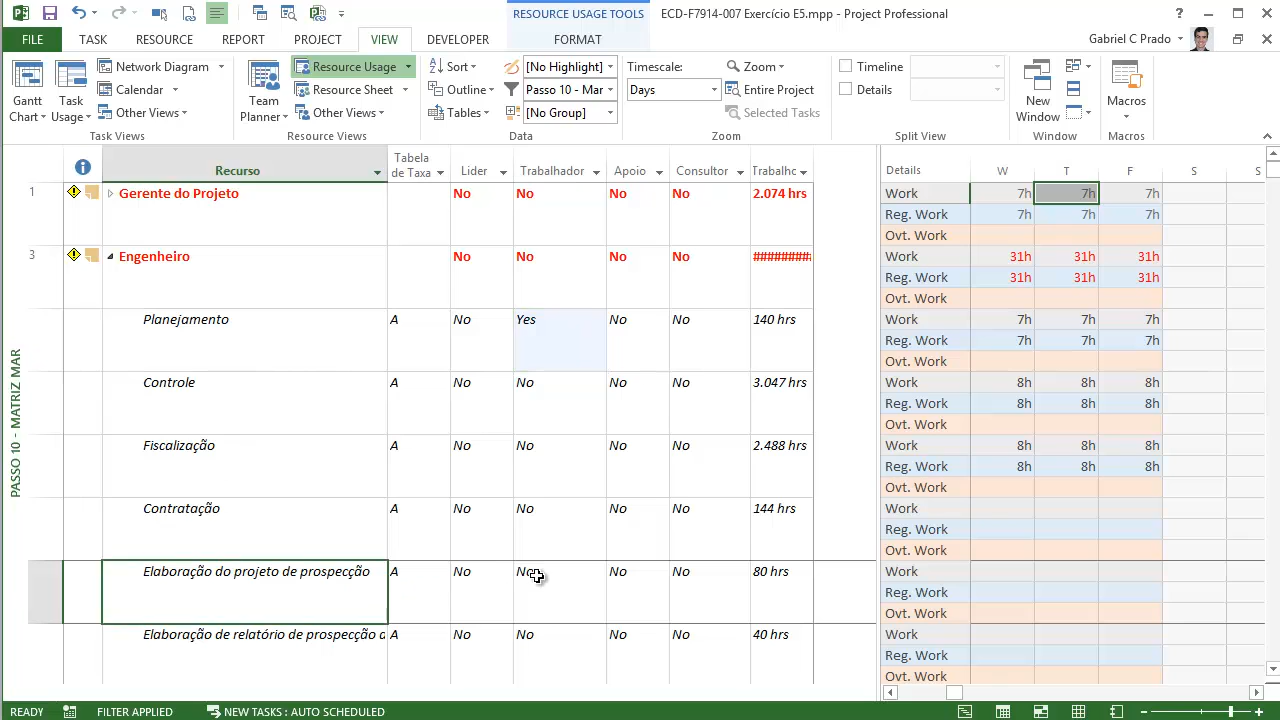 RESOURCE USAGE TOOLS
ECD-F7914-007 Exercício E5.mpp - Project Professional
FILE
TASK
RESOURCE
REPORT
PROJECT
VIEW
DEVELOPER
FORMAT
Gabriel C Prado
Gantt Chart
Task Usage
Network Diagram
Calendar
Other Views
Task Views
Team Planner
Resource Usage
Resource Sheet
Other Views
Resource Views
Sort
Outline
Tables
[No Highlight]
Passo 10 - Mar
[No Group]
Data
Timescale:
Days
Zoom
Entire Project
Selected Tasks
Zoom
Timeline
Details
Split View
New Window
Window
Macros
Macros
Recurso Tabela de Taxa Lider Trabalhador Apoio Consultor Trabalhc
Details W T F S S
1 Gerente do Projeto No No No No 2.074 hrs
Work 7h 7h 7h
Reg. Work 7h 7h 7h
Ovt. Work
3 Engenheiro No No No No #########
Work 31h 31h 31h
Reg. Work 31h 31h 31h
Ovt. Work
Planejamento A No Yes No No 140 hrs
Work 7h 7h 7h
Reg. Work 7h 7h 7h
Ovt. Work
Controle A No No No No 3.047 hrs
Work 8h 8h 8h
Reg. Work 8h 8h 8h
Ovt. Work
Fiscalização A No No No No 2.488 hrs
Work 8h 8h 8h
Reg. Work 8h 8h 8h
Ovt. Work
Contratação A No No No No 144 hrs
Work
Reg. Work
Ovt. Work
Elaboração do projeto de prospecção A No No No No 80 hrs
Work
Reg. Work
Ovt. Work
Elaboração de relatório de prospecção d A No No No No 40 hrs
Work
Reg. Work
Ovt. Work
PASSO 10 - MATRIZ MAR
READY
FILTER APPLIED
NEW TASKS : AUTO SCHEDULED